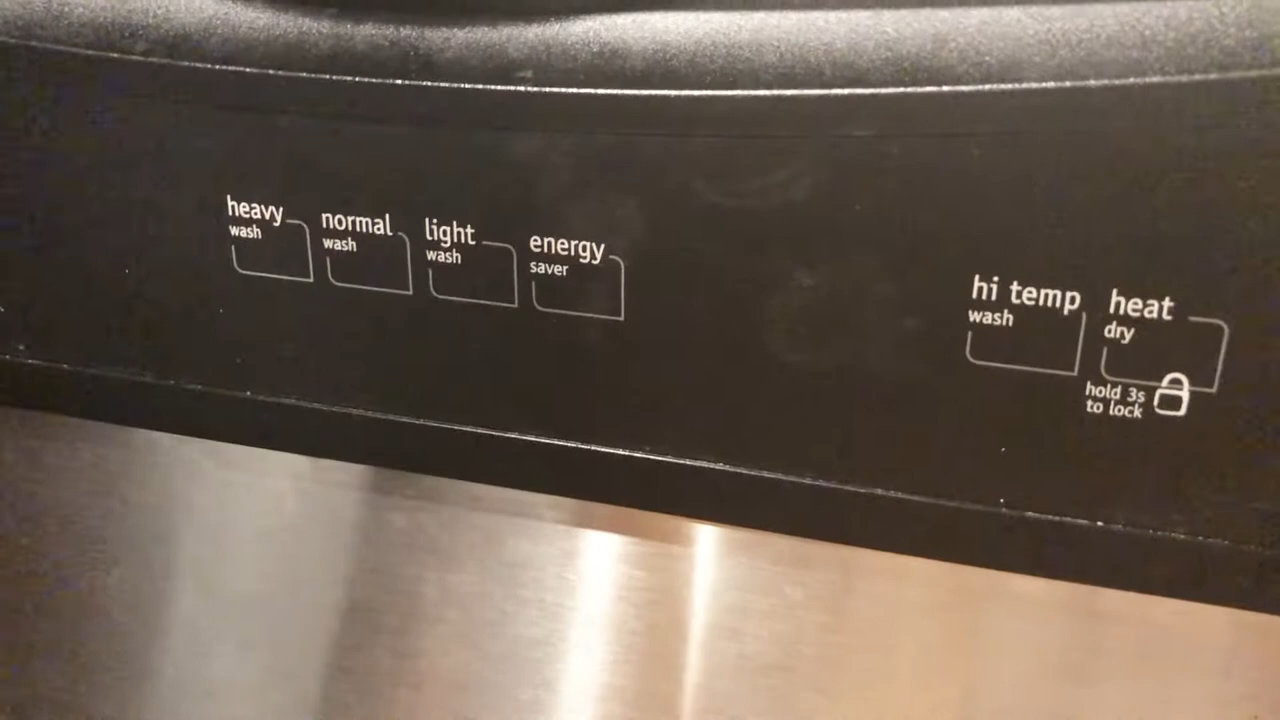 heavy
wash
normal
wash
light
wash
energy
saver
hi temp
wash
heat
dry
hold 3s
to lock